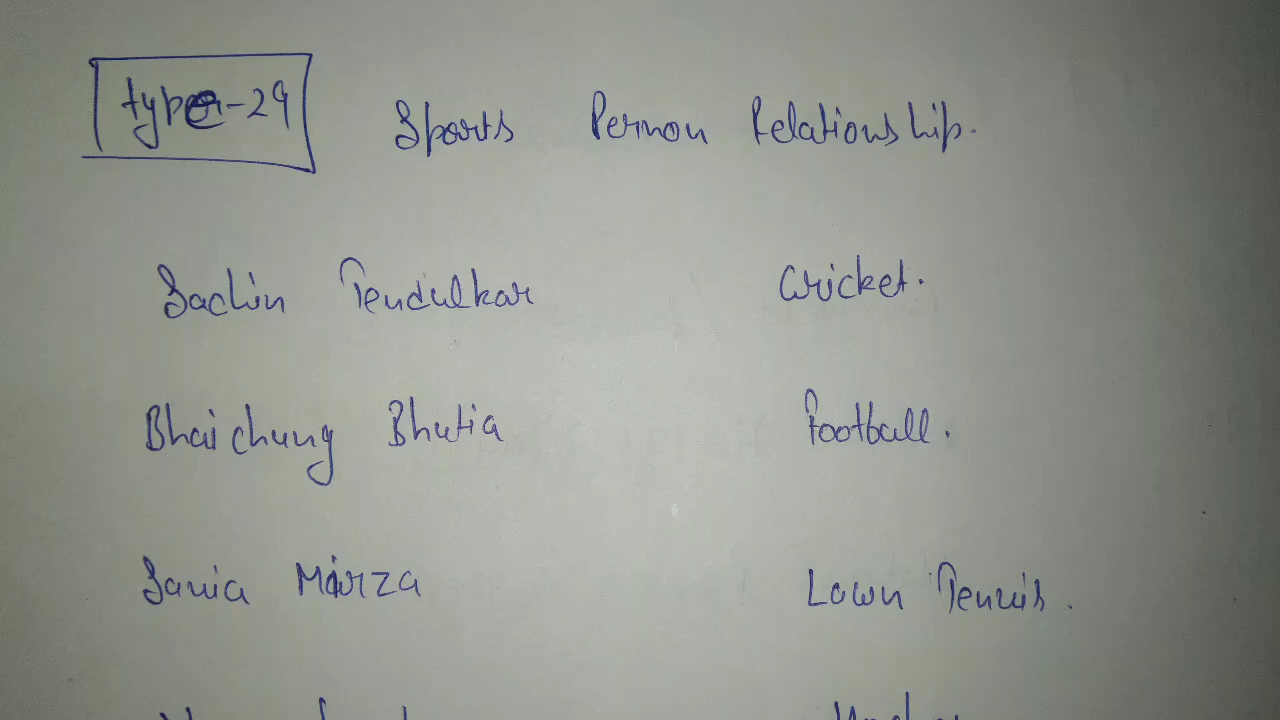 type-29 Sports Person Relationship.
Sachin Tendulkar Cricket.
Bhaichung Bhutia Football.
Sania Mirza Lawn Tennis.